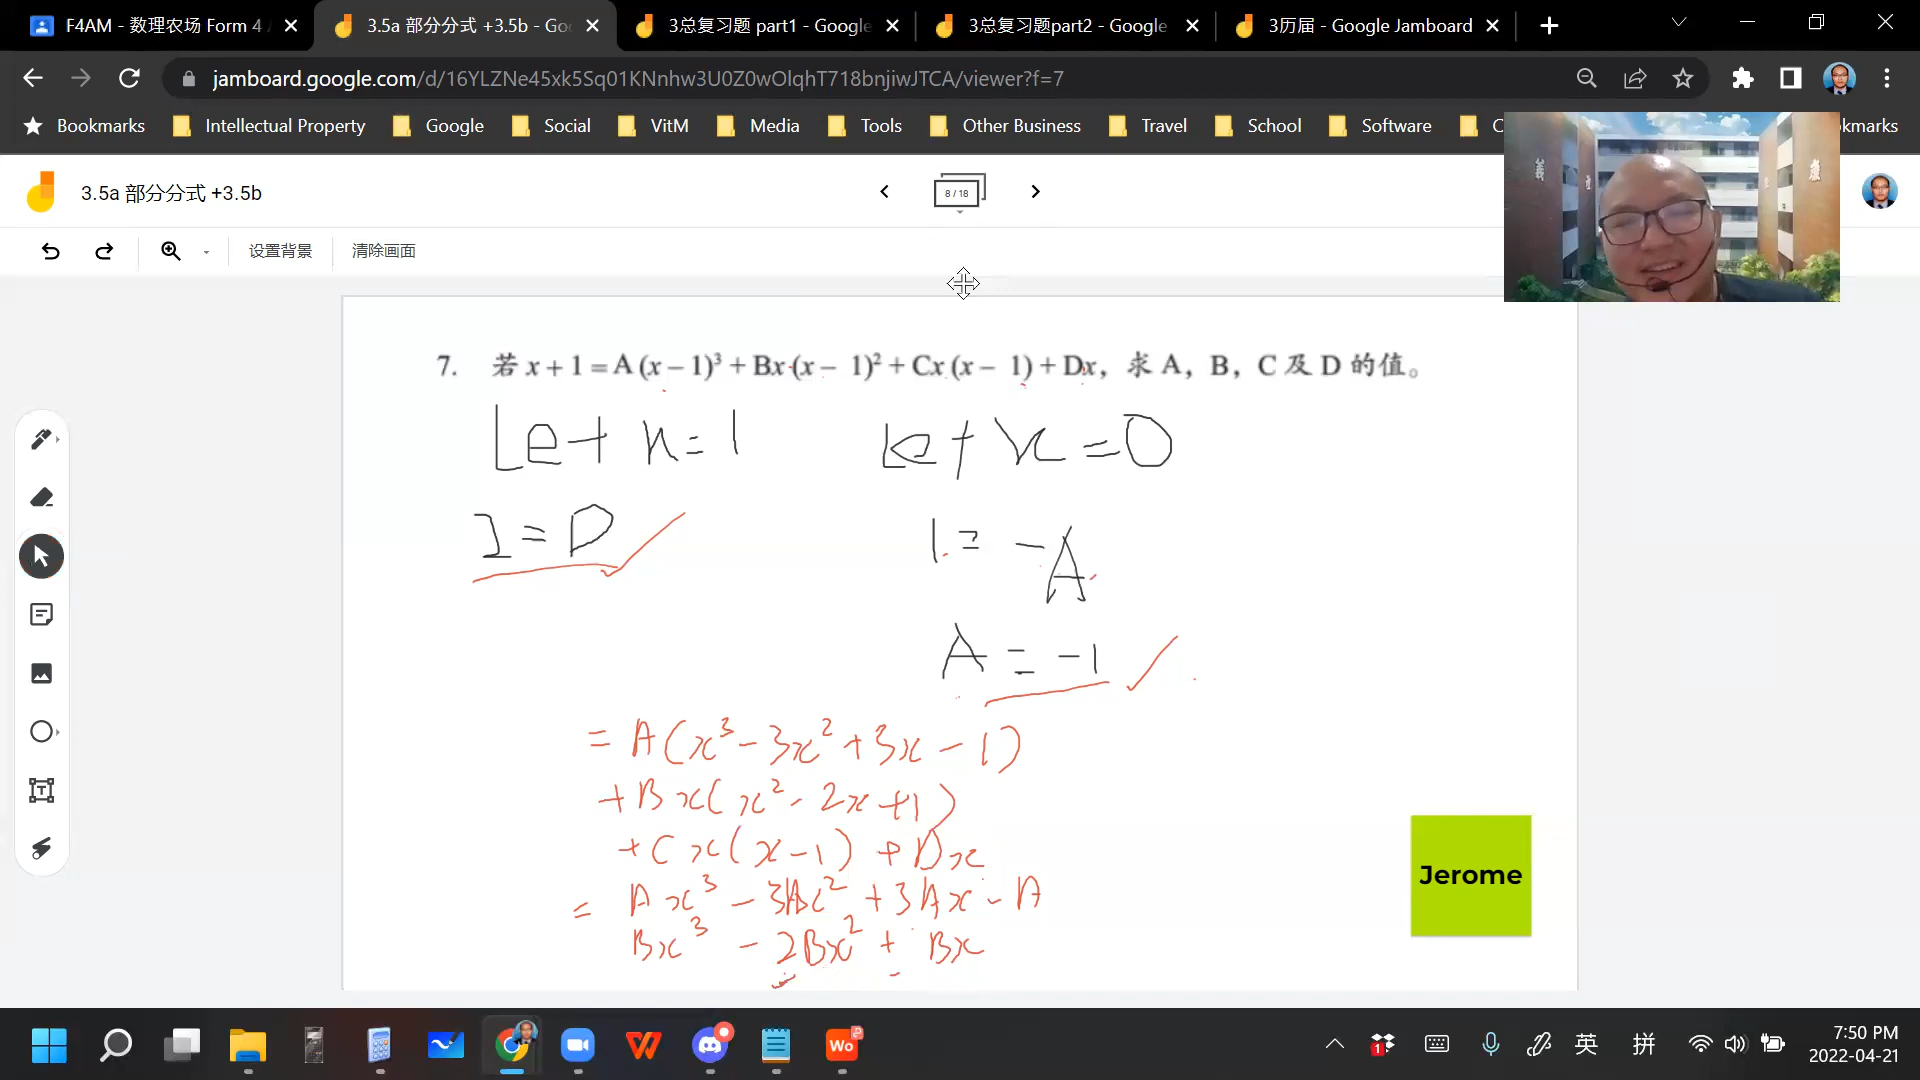 F4AM - 数理农场 Form 4
3.5a 部分分式 +3.5b - Go
3总复习题 part1 - Google
3总复习题part2 - Google
3历届 - Google Jamboard
jamboard.google.com/d/16YLZNe45xk5Sq01KNnhw3U0Z0wOlqhT718bnjiwJTCA/viewer?f=7
Bookmarks Intellectual Property Google Social VitM Media Tools Other Business Travel School Software C kmarks
3.5a 部分分式 +3.5b
8 / 18
设置背景 清除画面
7. 若 x + 1 = A (x – 1)³ + Bx (x – 1)² + Cx (x – 1) + Dx, 求 A, B, C 及 D 的值。
Let x = 1 let x = 0
1 = D 1 = -A
A = -1
= A(x³ - 3x² + 3x - 1)
+ Bx(x² - 2x + 1)
+ Cx(x - 1) + Dx
= Ax³ - 3Ax² + 3Ax - A
Bx³ - 2Bx² + Bx
Jerome
Wo
1
英 拼
7:50 PM
2022-04-21